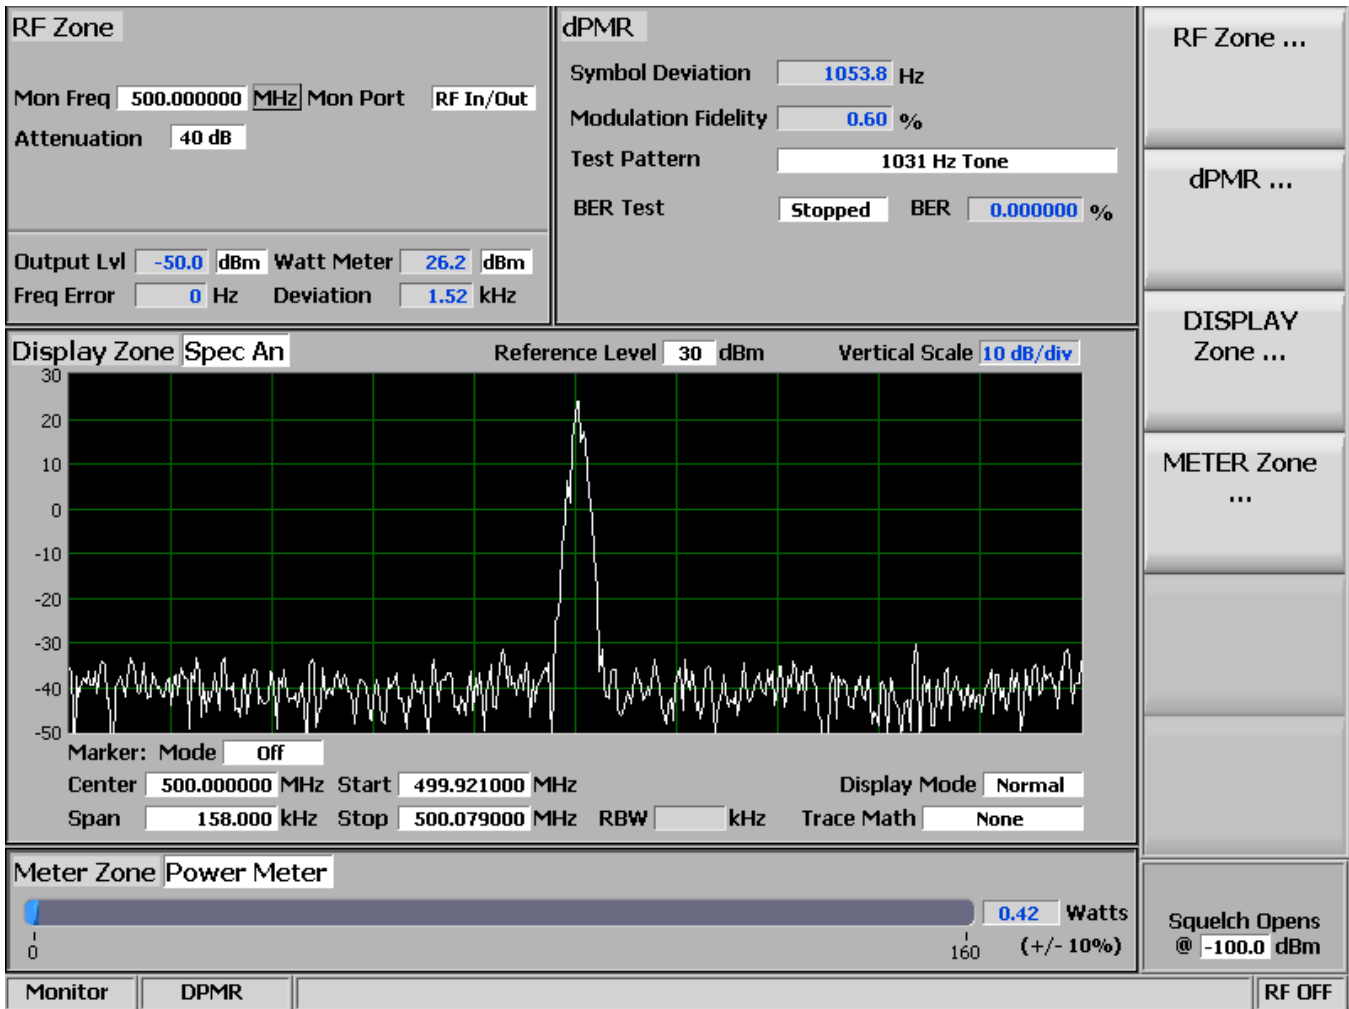 RF Zone
Mon Freq 500.000000 MHz Mon Port RF In/Out
Attenuation 40 dB
Output Lvl -50.0 dBm Watt Meter 26.2 dBm
Freq Error 0 Hz Deviation 1.52 kHz
dPMR
Symbol Deviation 1053.8 Hz
Modulation Fidelity 0.60 %
Test Pattern 1031 Hz Tone
BER Test Stopped BER 0.000000 %
Display Zone Spec An Reference Level 30 dBm Vertical Scale 10 dB/div
30
20
10
0
-10
-20
-30
-40
-50
Marker: Mode Off
Center 500.000000 MHz Start 499.921000 MHz Display Mode Normal
Span 158.000 kHz Stop 500.079000 MHz RBW kHz Trace Math None
Meter Zone Power Meter
0.42 Watts
0 160 (+/- 10%)
RF Zone ...
dPMR ...
DISPLAY
Zone ...
METER Zone
...
Squelch Opens
@ -100.0 dBm
Monitor DPMR RF OFF